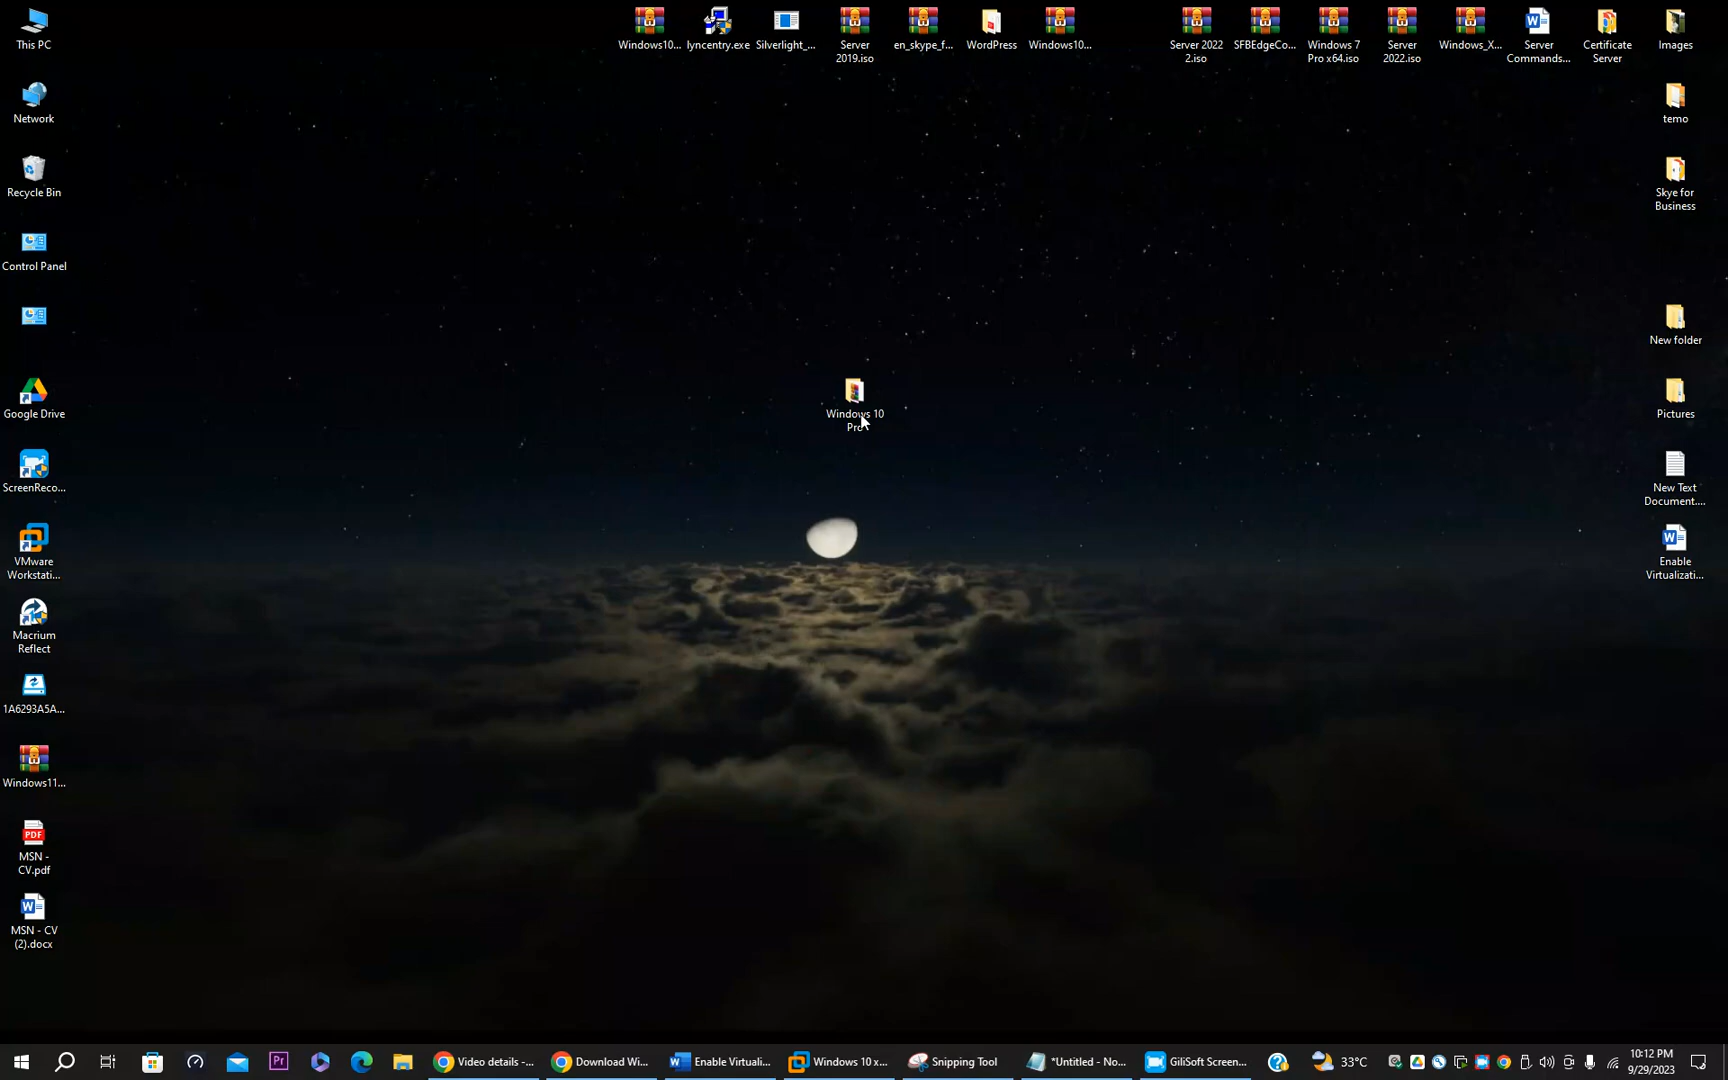 This PC
Windows10...
lyncentry.exe
Silverlight_...
Server
2019.iso
en_skype_f...
WordPress
Windows10...
Server 2022
2.iso
SFBEdgeCo...
Windows 7
Pro x64.iso
Server
2022.iso
Windows_X...
Server
Commands...
Certificate
Server
Images
Network
temo
Recycle Bin
Skye for
Business
Control Panel
New folder
Google Drive
Windows 10
Pro
Pictures
ScreenReco...
New Text
Document....
VMware
Workstati...
Enable
Virtualizati...
Macrium
Reflect
1A6293A5A...
Windows11...
PDF
MSN -
CV.pdf
MSN - CV
(2).docx
Pr
Video details -...
Download Wi...
Enable Virtuali...
Windows 10 x...
Snipping Tool
*Untitled - No...
GiliSoft Screen...
33°C
10:12 PM
9/29/2023